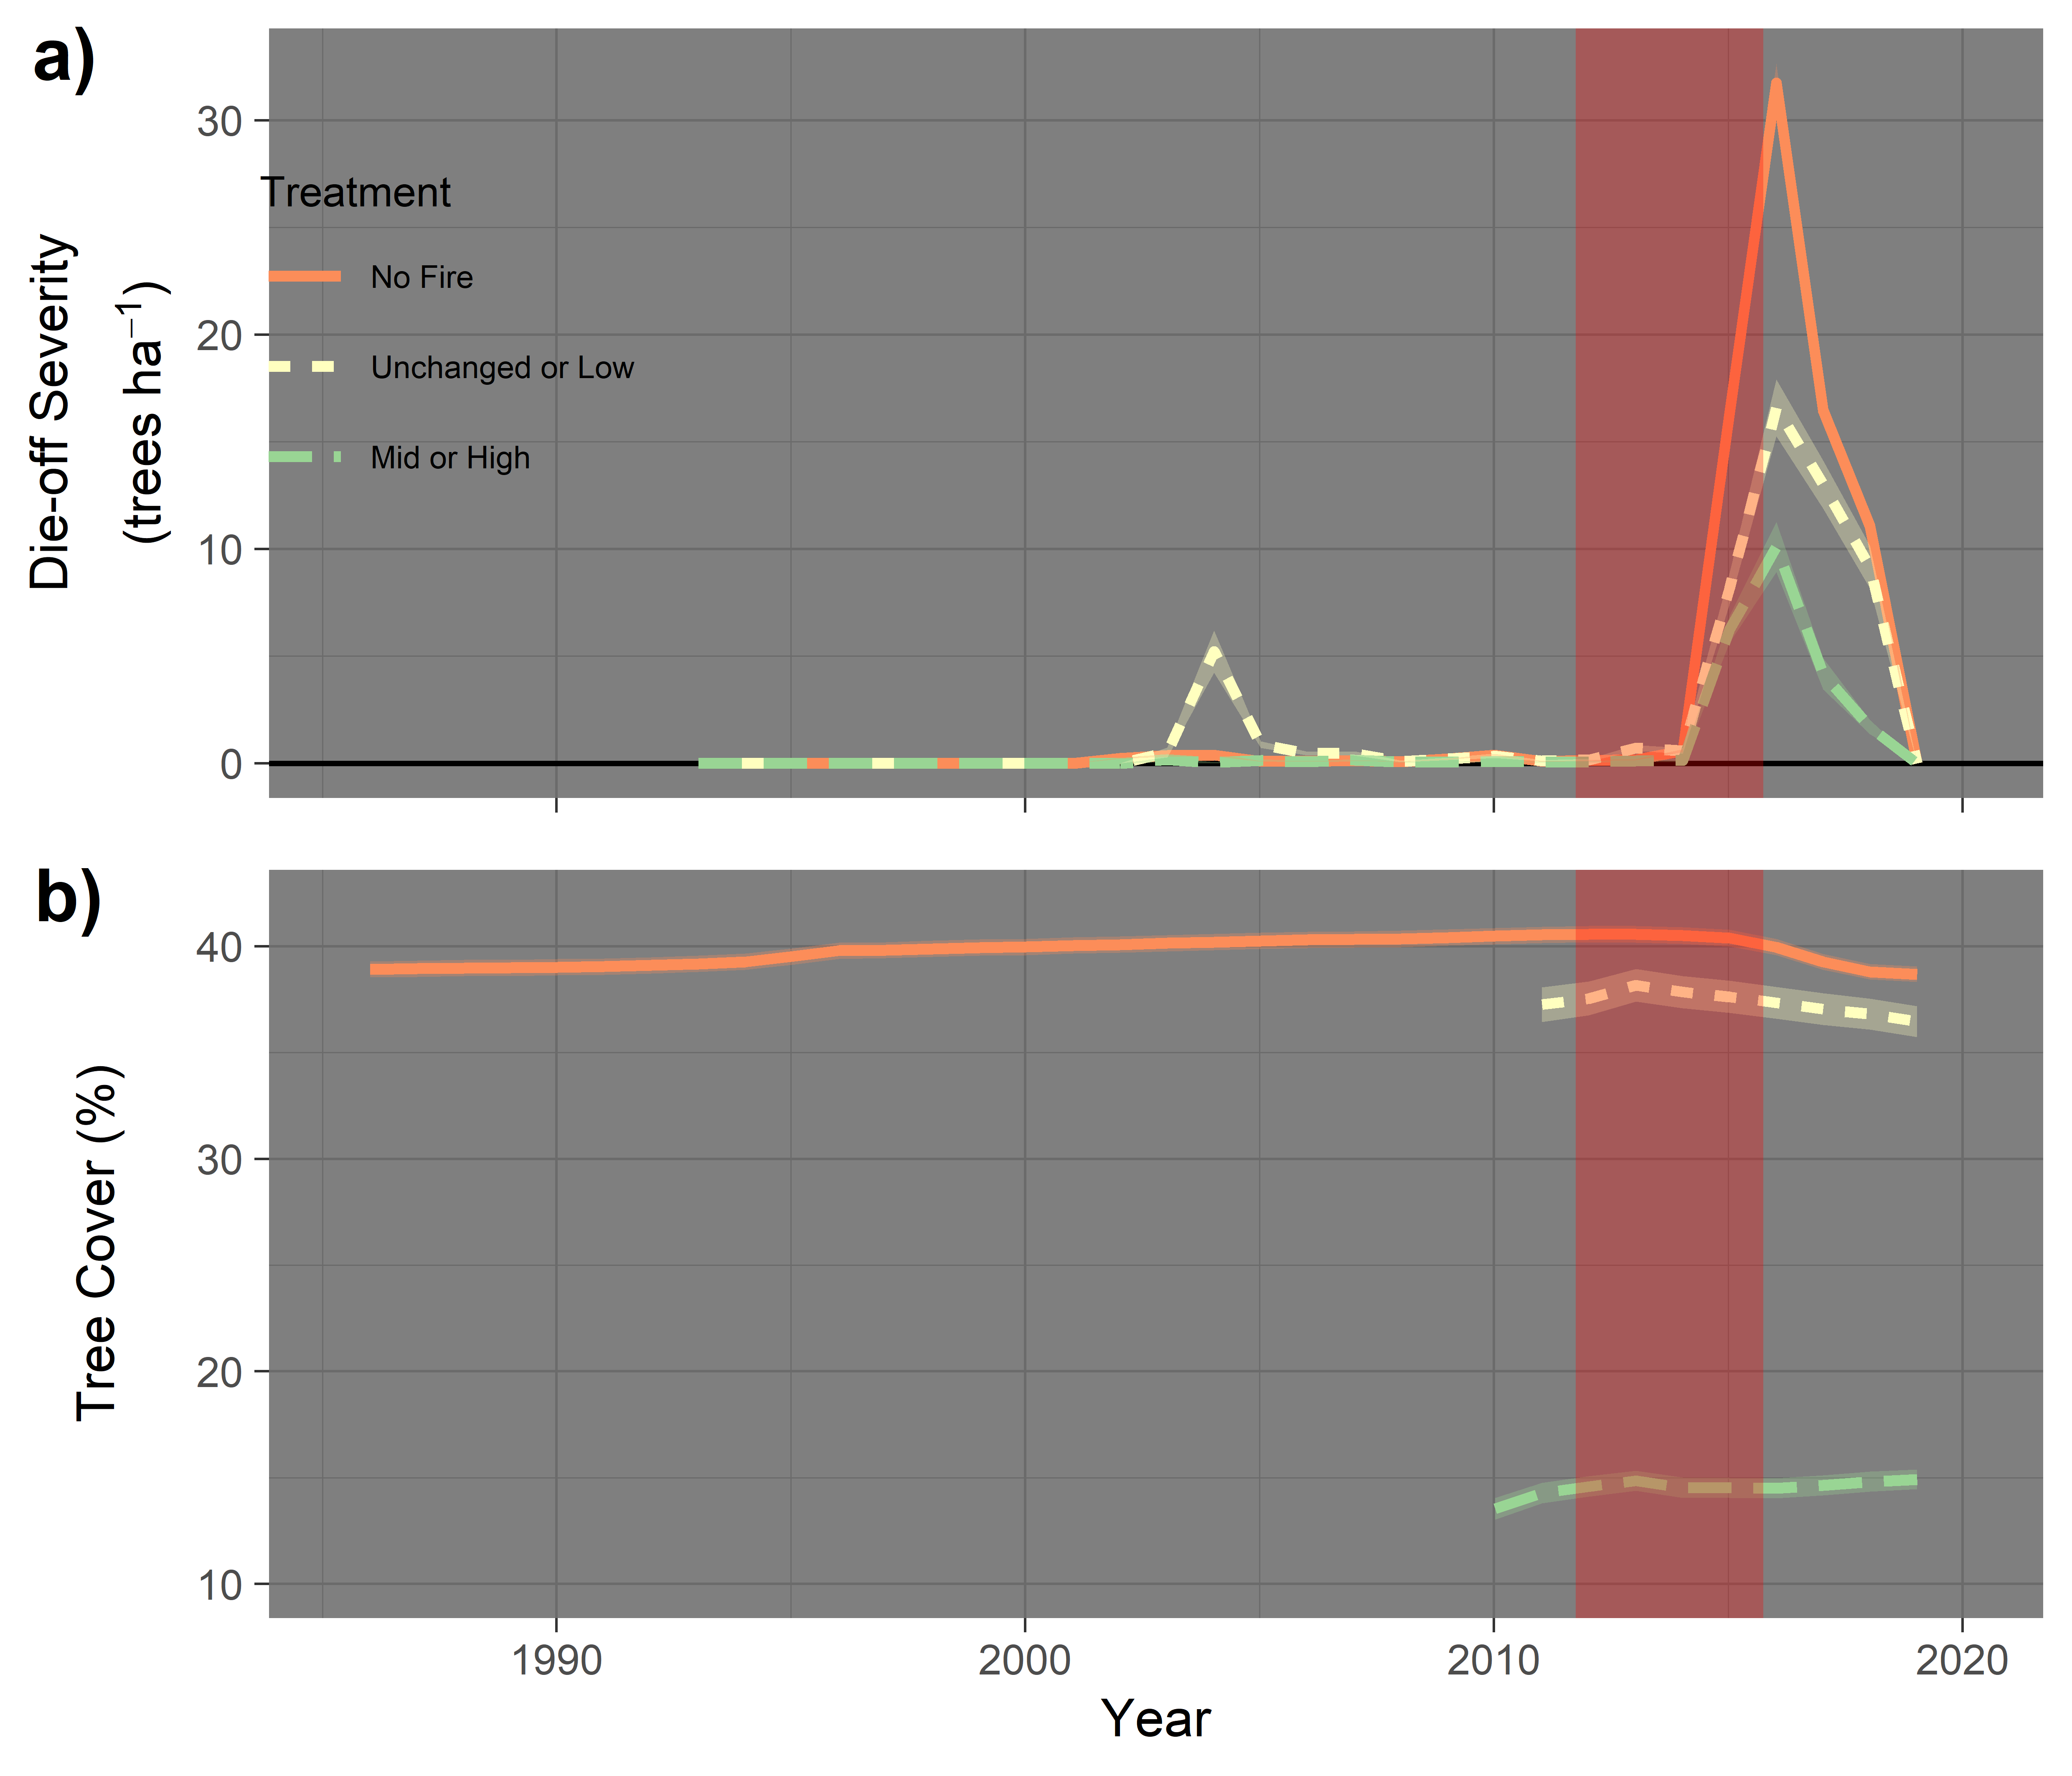 a)
Die-off Severity
(trees ha⁻¹)
30
20
10
0
Treatment
No Fire
Unchanged or Low
Mid or High
b)
Tree Cover (%)
40
30
20
10
1990
2000
2010
2020
Year